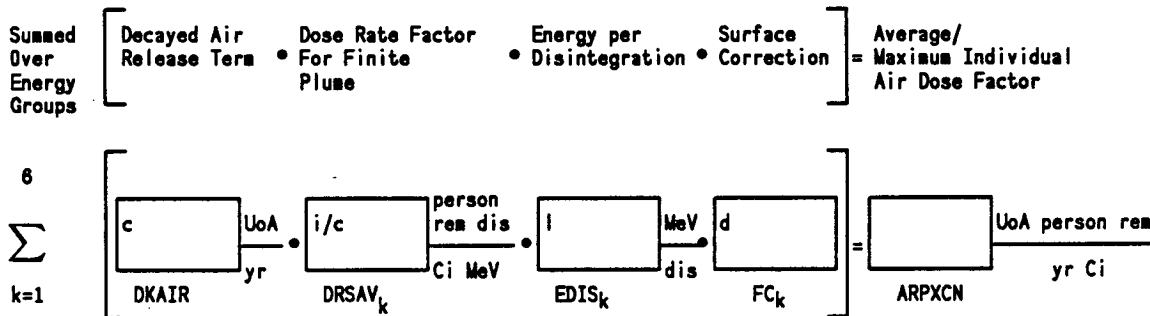 Summed Over Energy Groups
Decayed Air Release Term
•
Dose Rate Factor For Finite Plume
•
Energy per Disintegration
•
Surface Correction
=
Average/ Maximum Individual Air Dose Factor
6
∑
k=1
c
UoA
yr
DKAIR
•
i/c
person rem dis
Ci MeV
DRSAVk
•
l
MeV
dis
EDISk
•
d
FCk
=
UoA person rem
yr Ci
ARPXCN